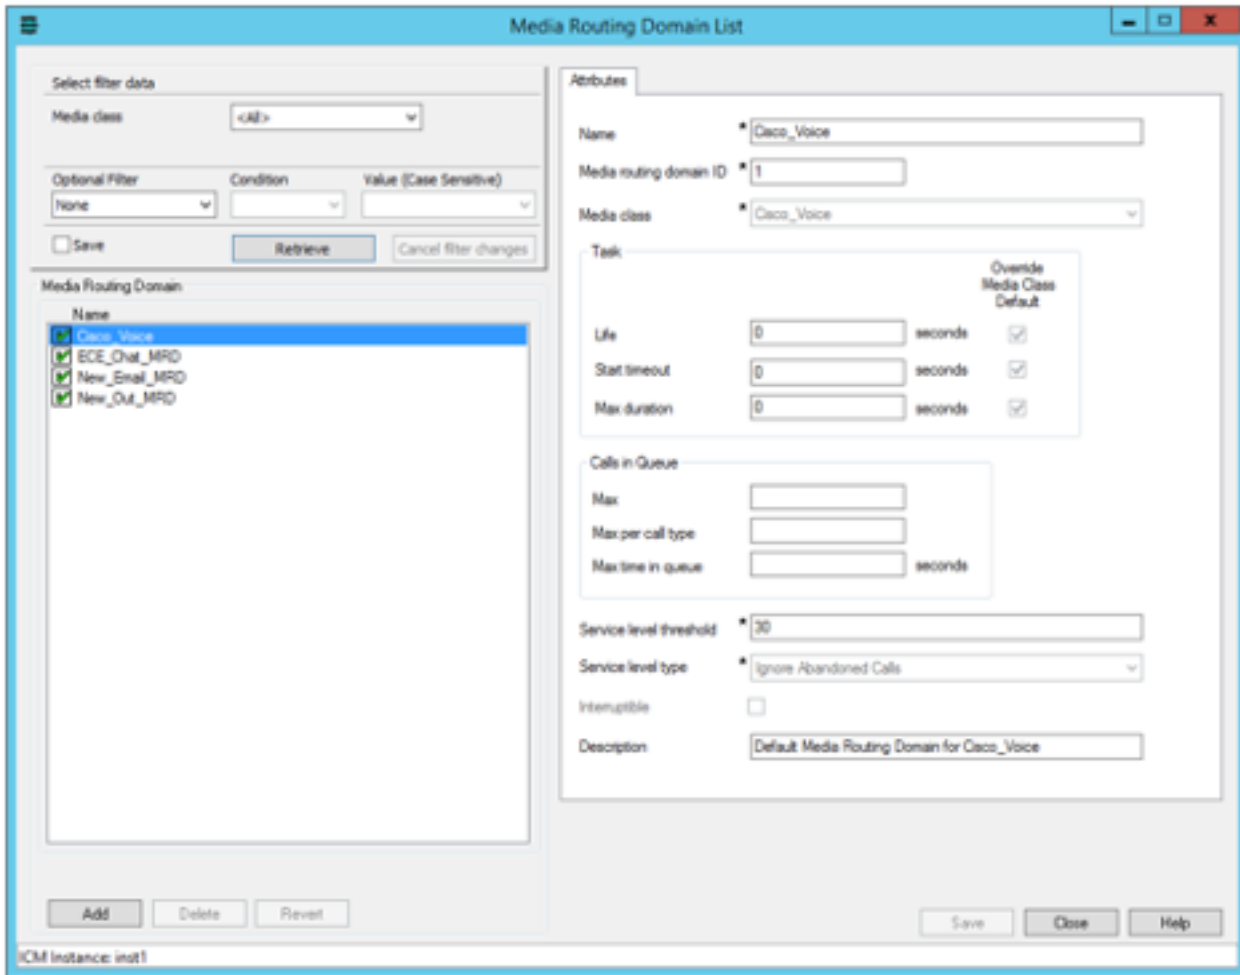 Media Routing Domain List
Select filter data
Media class
<All>
Optional Filter
Condition
Value (Case Sensitive)
None
Save
Retrieve
Cancel filter changes
Media Routing Domain
Name
Cisco_Voice
ECE_Chat_MRD
New_Email_MRD
New_Out_MRD
Add
Delete
Revert
Attributes
Name * Cisco_Voice
Media routing domain ID * 1
Media class * Cisco_Voice
Task
Override
Media Class
Default
Life 0 seconds
Start timeout 0 seconds
Max duration 0 seconds
Calls in Queue
Max
Max per call type
Max time in queue seconds
Service level threshold * 30
Service level type * Ignore Abandoned Calls
Interruptible
Description Default Media Routing Domain for Cisco_Voice
Save
Close
Help
ICM Instance: inst1